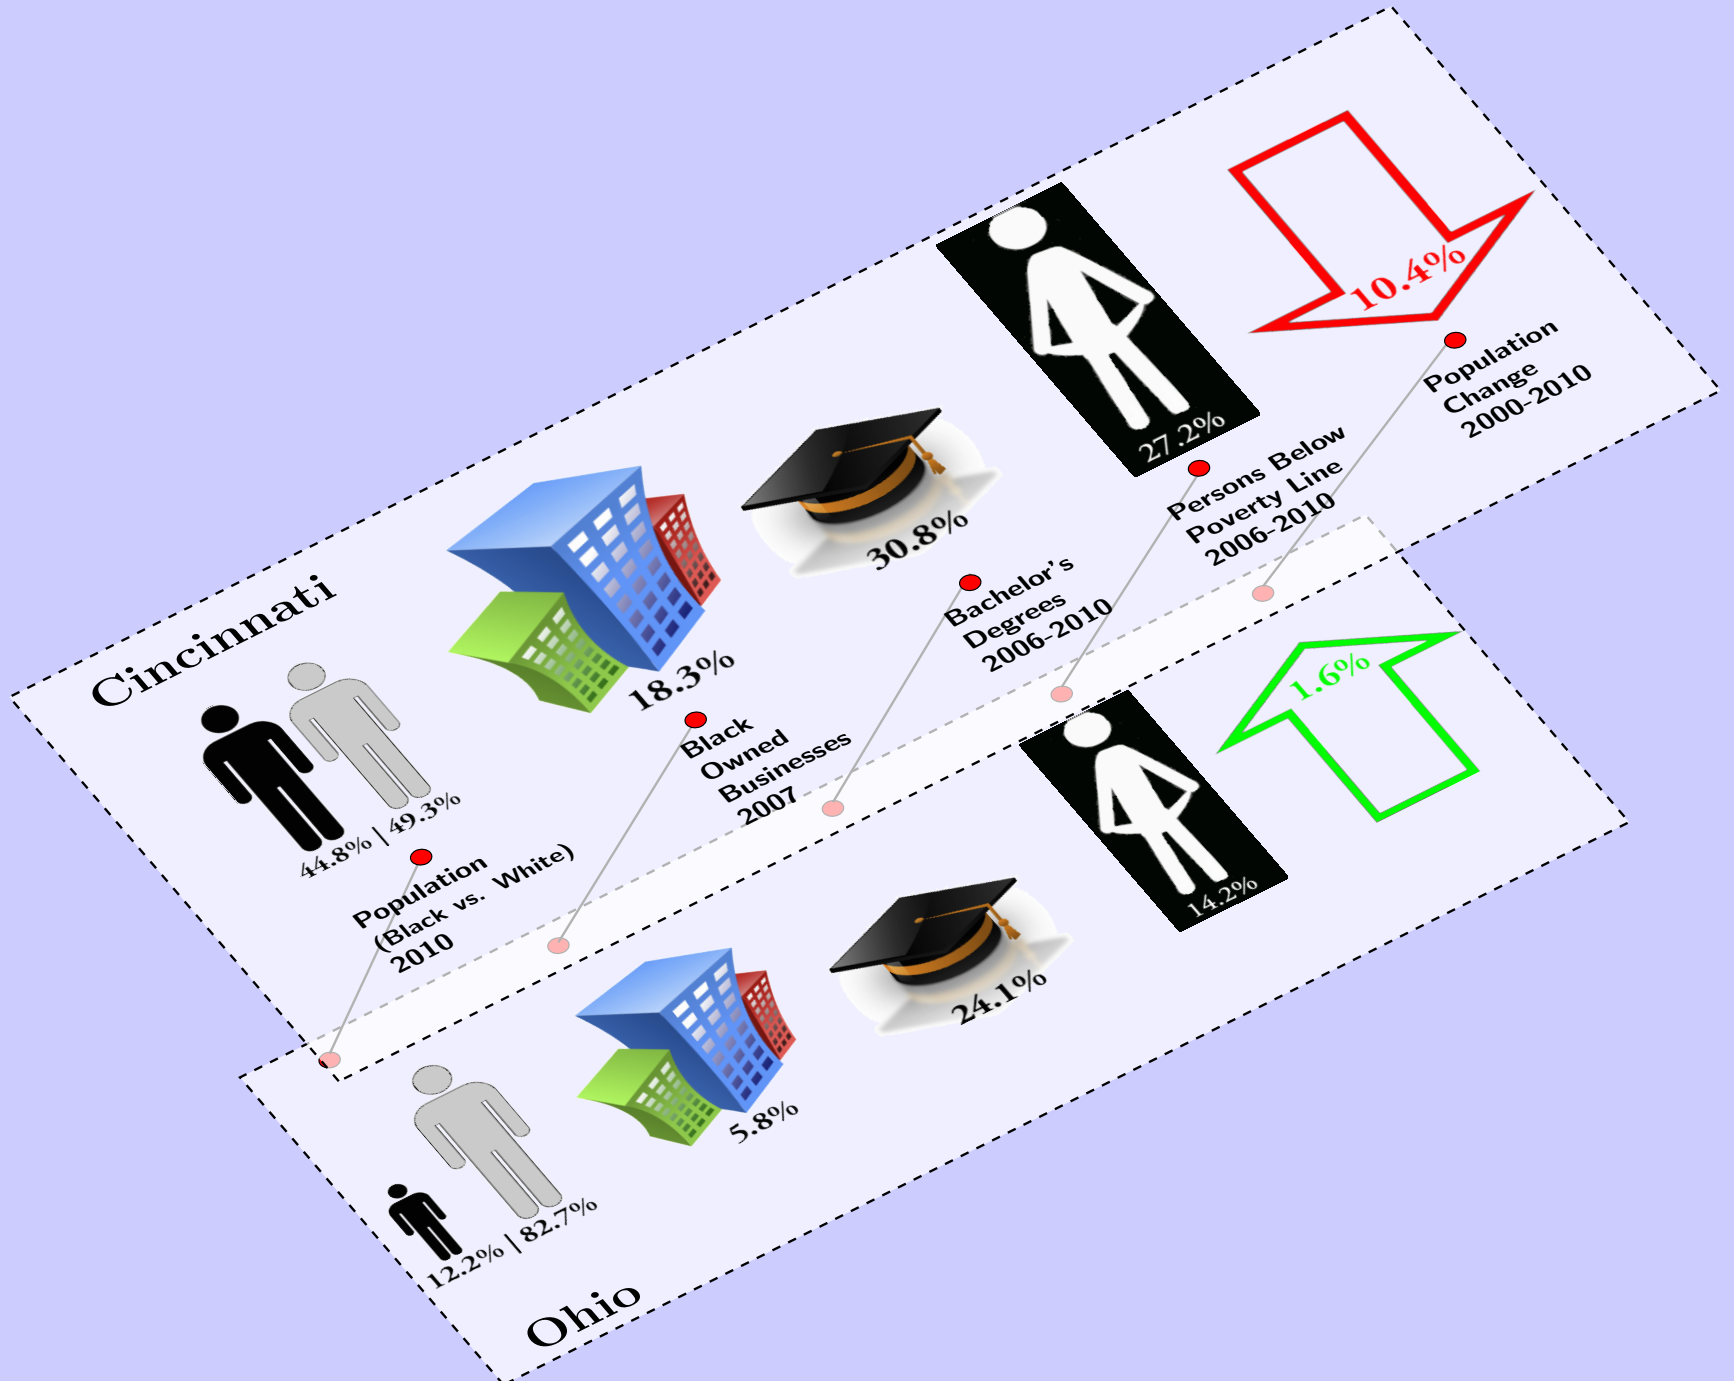 Cincinnati
44.8% | 49.3%
Population
(Black vs. White)
2010
18.3%
Black
Owned
Businesses
2007
30.8%
Bachelor's
Degrees
2006-2010
27.2%
Persons Below
Poverty Line
2006-2010
10.4%
Population
Change
2000-2010
12.2% | 82.7%
5.8%
24.1%
14.2%
1.6%
Ohio